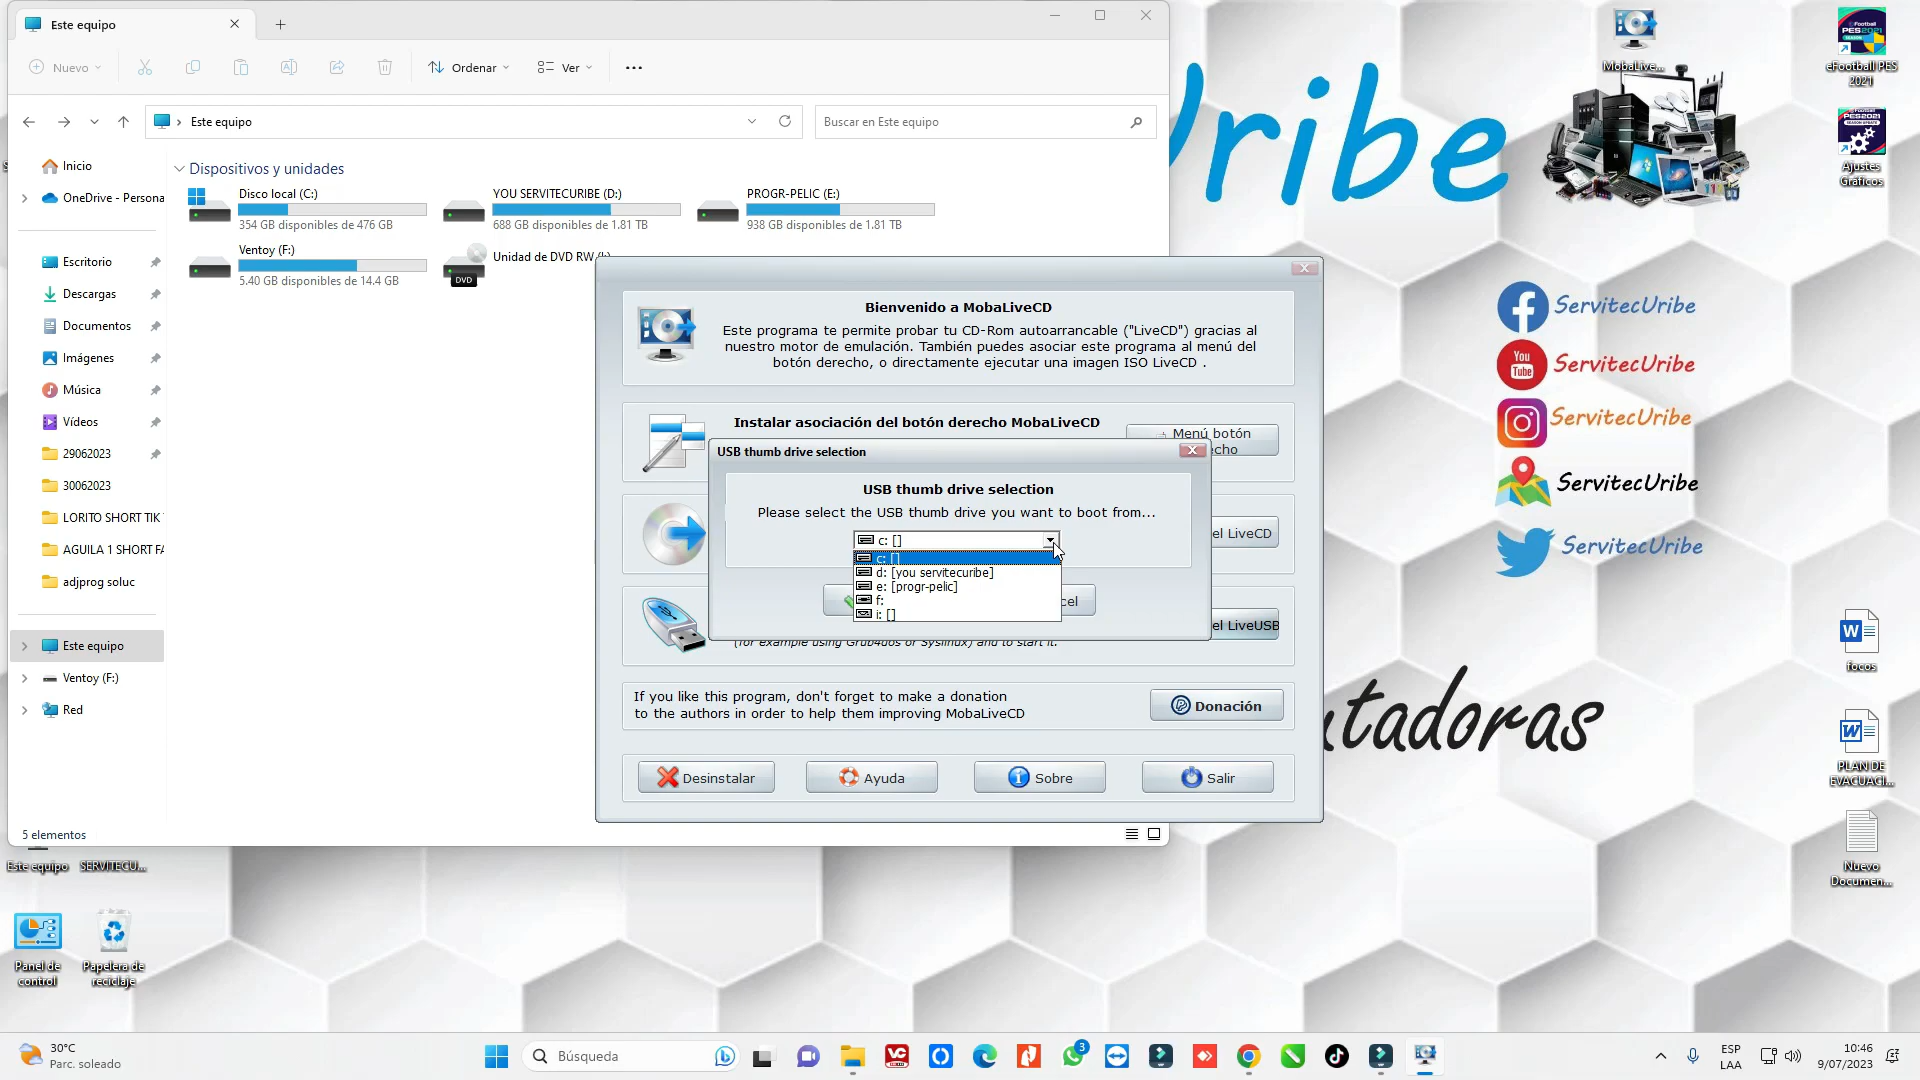 Este equipo
Nuevo
Ordenar
Ver
Este equipo
Buscar en Este equipo
Inicio
OneDrive - Persona
Escritorio
Descargas
Documentos
Imágenes
Música
Vídeos
29062023
30062023
LORITO SHORT TIK
AGUILA 1 SHORT FA
adjprog soluc
Este equipo
Ventoy (F:)
Red
5 elementos
Dispositivos y unidades
Disco local (C:)
354 GB disponibles de 476 GB
YOU SERVITECURIBE (D:)
688 GB disponibles de 1.81 TB
PROGR-PELIC (E:)
938 GB disponibles de 1.81 TB
Ventoy (F:)
5.40 GB disponibles de 14.4 GB
DVD
Unidad de DVD RW
Bienvenido a MobaLiveCD
Este programa te permite probar tu CD-Rom autoarrancable ("LiveCD") gracias al
nuestro motor de emulación. También puedes asociar este programa al menú del
botón derecho, o directamente ejecutar una imagen ISO LiveCD .
Instalar asociación del botón derecho MobaLiveCD
Menú botón
echo
USB thumb drive selection
USB thumb drive selection
Please select the USB thumb drive you want to boot from...
c: []
c: []
d: [you servitecuribe]
e: [progr-pelic]
f:
i: []
cel
el LiveCD
el LiveUSB
(for example using Grub4dos or Syslinux) and to start it.
If you like this program, don't forget to make a donation
to the authors in order to help them improving MobaLiveCD
Donación
Desinstalar
Ayuda
Sobre
Salir
Uribe
MobaLive...
eFootball PES
2021
Ajustes
Gráficos
ServitecUribe
You
Tube
ServitecUribe
ServitecUribe
ServitecUribe
ServitecUribe
utadoras
focos
PLAN DE
EVACUACI...
Nuevo
Documen...
Este equipo
SERVITECU...
Panel de
control
Papelera de
reciclaje
30°C
Parc. soleado
Búsqueda
3
ESP
LAA
10:46
9/07/2023